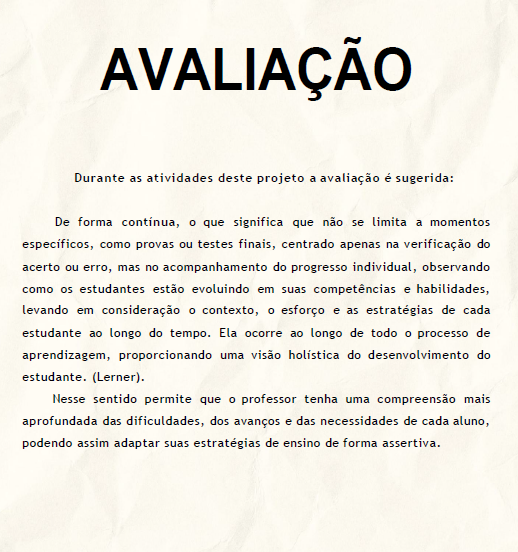 AVALIAÇÃO
Durante as atividades deste projeto a avaliação é sugerida:
De forma contínua, o que significa que não se limita a momentos
específicos, como provas ou testes finais, centrado apenas na verificação do
acerto ou erro, mas no acompanhamento do progresso individual, observando
como os estudantes estão evoluindo em suas competências e habilidades,
levando em consideração o contexto, o esforço e as estratégias de cada
estudante ao longo do tempo. Ela ocorre ao longo de todo o processo de
aprendizagem, proporcionando uma visão holística do desenvolvimento do
estudante. (Lerner).
Nesse sentido permite que o professor tenha uma compreensão mais
aprofundada das dificuldades, dos avanços e das necessidades de cada aluno,
podendo assim adaptar suas estratégias de ensino de forma assertiva.